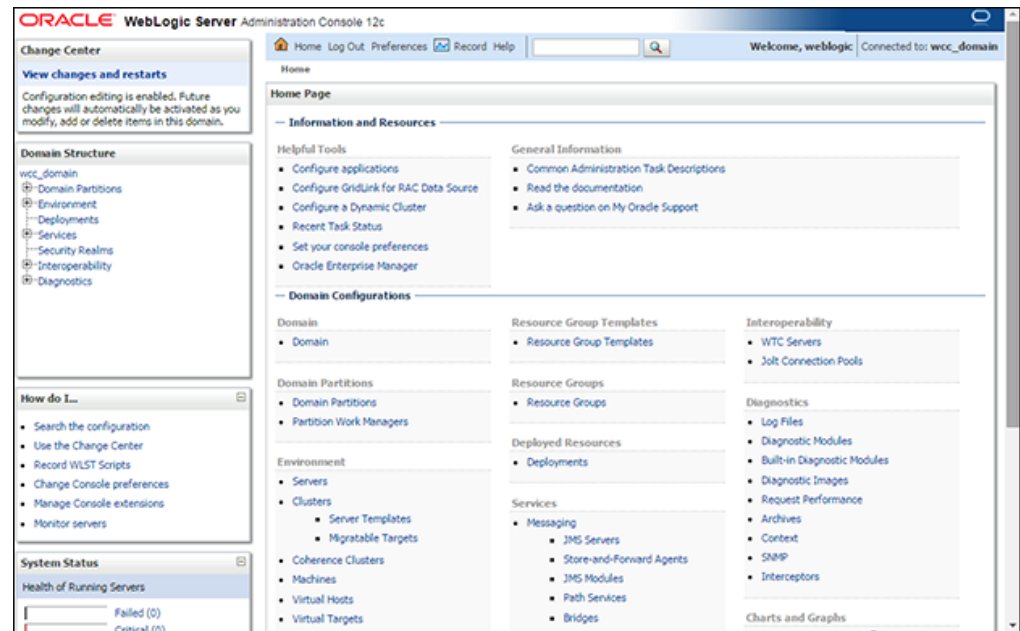 ORACLE WebLogic Server Administration Console 12c
Change Center
View changes and restarts
Configuration editing is enabled. Future
changes will automatically be activated as you
modify, add or delete items in this domain.
Domain Structure
wcc_domain
Domain Partitions
Environment
Deployments
Services
Security Realms
Interoperability
Diagnostics
How do I...
Search the configuration
Use the Change Center
Record WLST Scripts
Change Console preferences
Manage Console extensions
Monitor servers
System Status
Health of Running Servers
Failed (0)
Critical (0)
Home Log Out Preferences Record Help
Welcome, weblogic Connected to: wcc_domain
Home
Home Page
Information and Resources
Helpful Tools
Configure applications
Configure GridLink for RAC Data Source
Configure a Dynamic Cluster
Recent Task Status
Set your console preferences
Oracle Enterprise Manager
General Information
Common Administration Task Descriptions
Read the documentation
Ask a question on My Oracle Support
Domain Configurations
Domain
Domain
Domain Partitions
Domain Partitions
Partition Work Managers
Environment
Servers
Clusters
Server Templates
Migratable Targets
Coherence Clusters
Machines
Virtual Hosts
Virtual Targets
Resource Group Templates
Resource Group Templates
Resource Groups
Resource Groups
Deployed Resources
Deployments
Services
Messaging
JMS Servers
Store-and-Forward Agents
JMS Modules
Path Services
Bridges
Interoperability
WTC Servers
Jolt Connection Pools
Diagnostics
Log Files
Diagnostic Modules
Built-in Diagnostic Modules
Diagnostic Images
Request Performance
Archives
Context
SNMP
Interceptors
Charts and Graphs